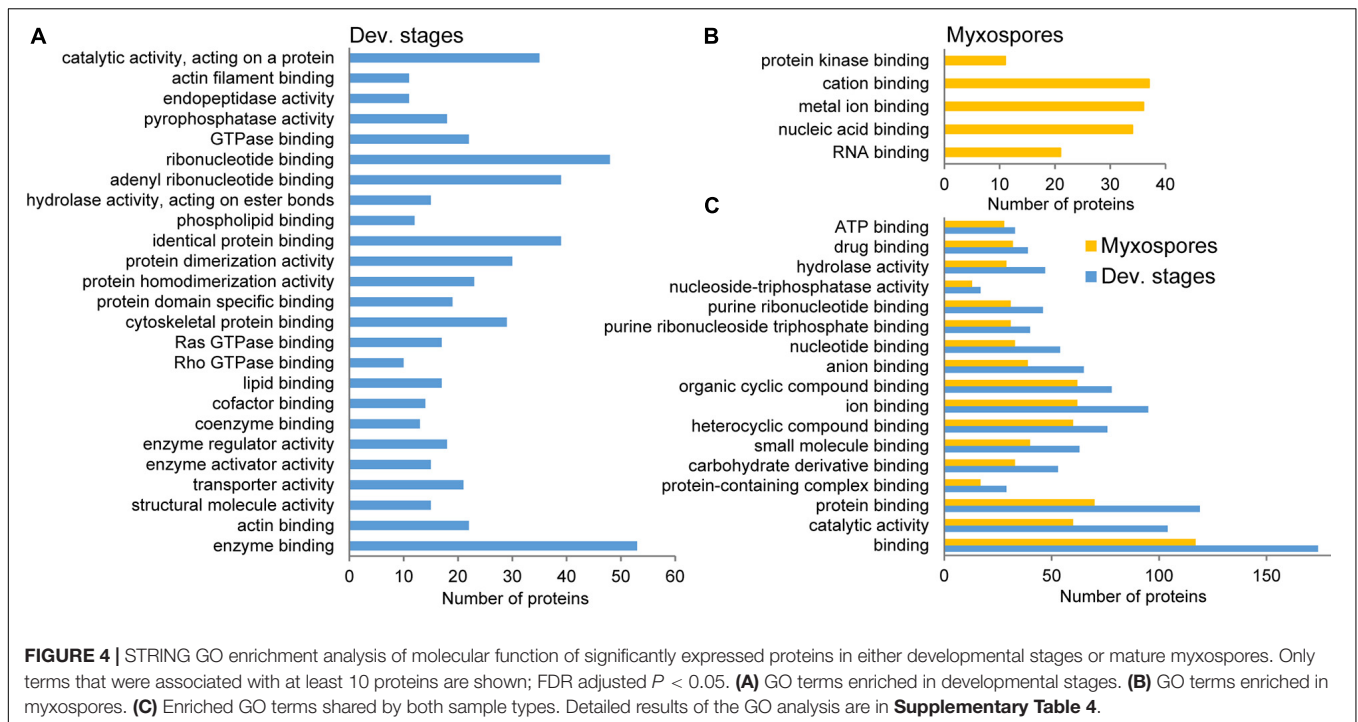 A
Dev. stages
catalytic activity, acting on a protein
actin filament binding
endopeptidase activity
pyrophosphatase activity
GTPase binding
ribonucleotide binding
adenyl ribonucleotide binding
hydrolase activity, acting on ester bonds
phospholipid binding
identical protein binding
protein dimerization activity
protein homodimerization activity
protein domain specific binding
cytoskeletal protein binding
Ras GTPase binding
Rho GTPase binding
lipid binding
cofactor binding
coenzyme binding
enzyme regulator activity
enzyme activator activity
transporter activity
structural molecule activity
actin binding
enzyme binding
0 10 20 30 40 50 60
Number of proteins
B
Myxospores
protein kinase binding
cation binding
metal ion binding
nucleic acid binding
RNA binding
0 10 20 30 40
Number of proteins
C
ATP binding
drug binding
hydrolase activity
nucleoside-triphosphatase activity
purine ribonucleotide binding
purine ribonucleoside triphosphate binding
nucleotide binding
anion binding
organic cyclic compound binding
ion binding
heterocyclic compound binding
small molecule binding
carbohydrate derivative binding
protein-containing complex binding
protein binding
catalytic activity
binding
Myxospores
Dev. stages
0 50 100 150
Number of proteins
FIGURE 4 | STRING GO enrichment analysis of molecular function of significantly expressed proteins in either developmental stages or mature myxospores. Only
terms that were associated with at least 10 proteins are shown; FDR adjusted P < 0.05. (A) GO terms enriched in developmental stages. (B) GO terms enriched in
myxospores. (C) Enriched GO terms shared by both sample types. Detailed results of the GO analysis are in Supplementary Table 4.